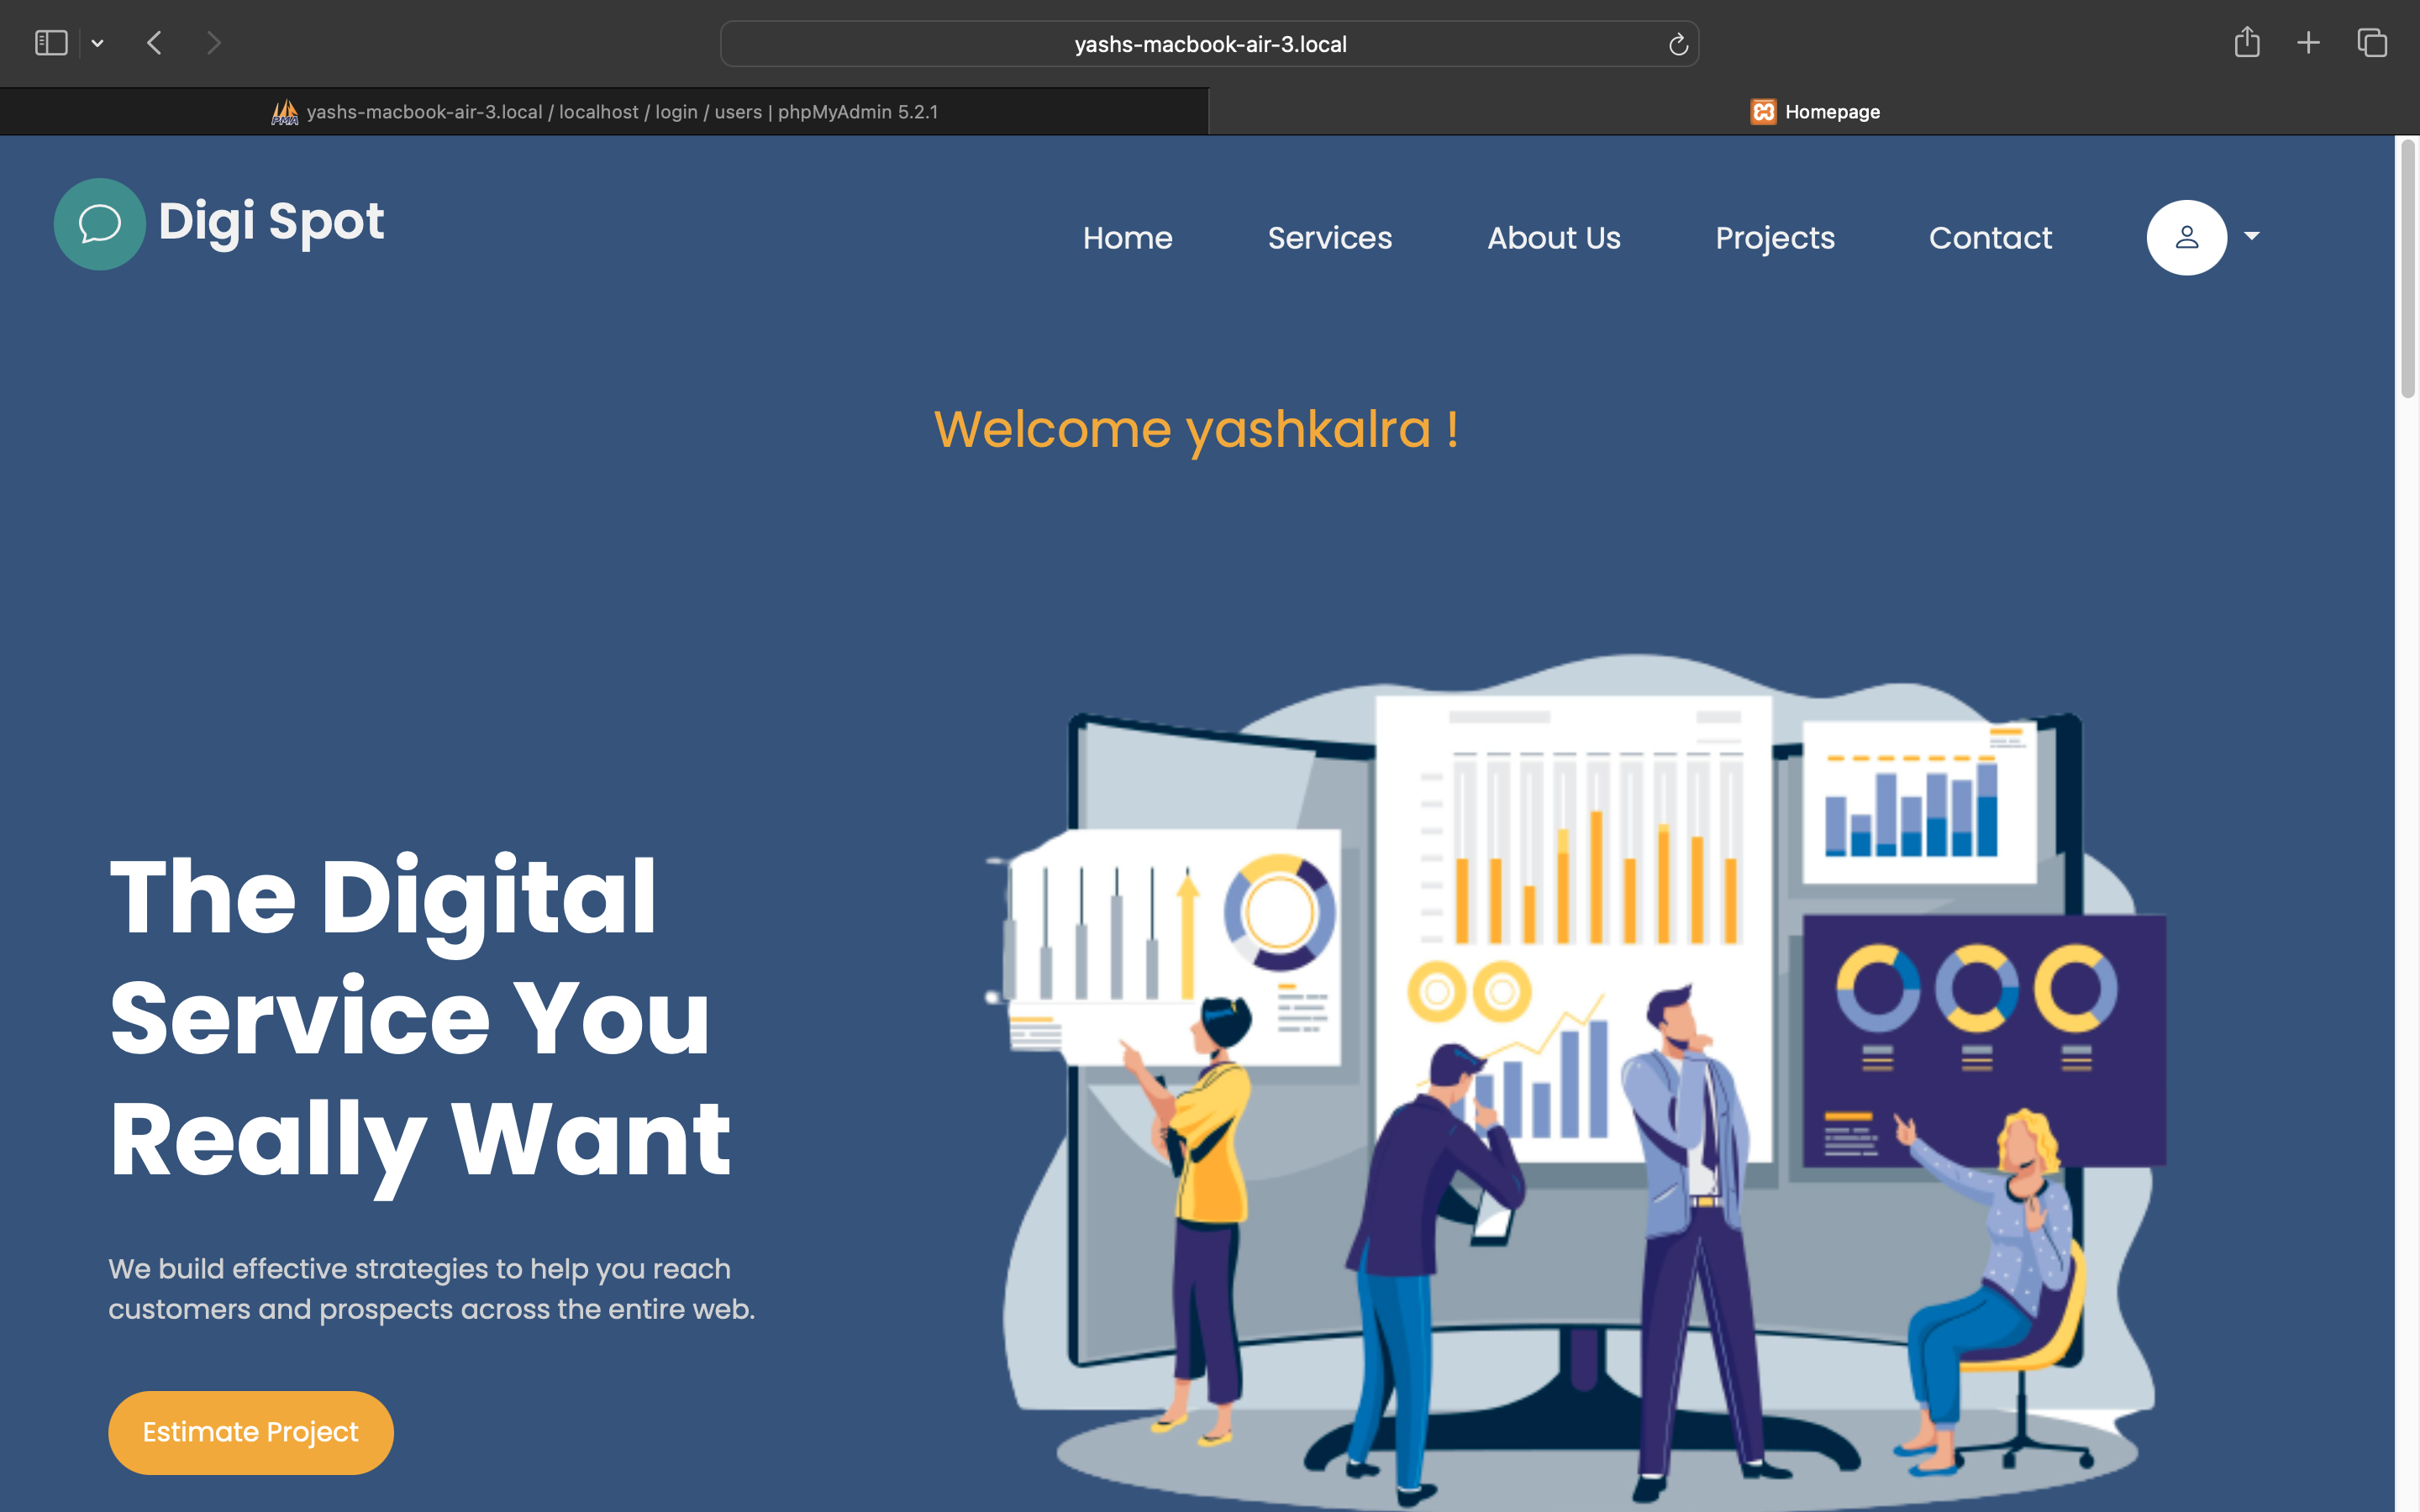 yashs-macbook-air-3.local
yashs-macbook-air-3.local / localhost / login / users | phpMyAdmin 5.2.1
Homepage
Digi Spot
Home Services About Us Projects Contact
Welcome yashkalra !
The Digital
Service You
Really Want
We build effective strategies to help you reach
customers and prospects across the entire web.
Estimate Project